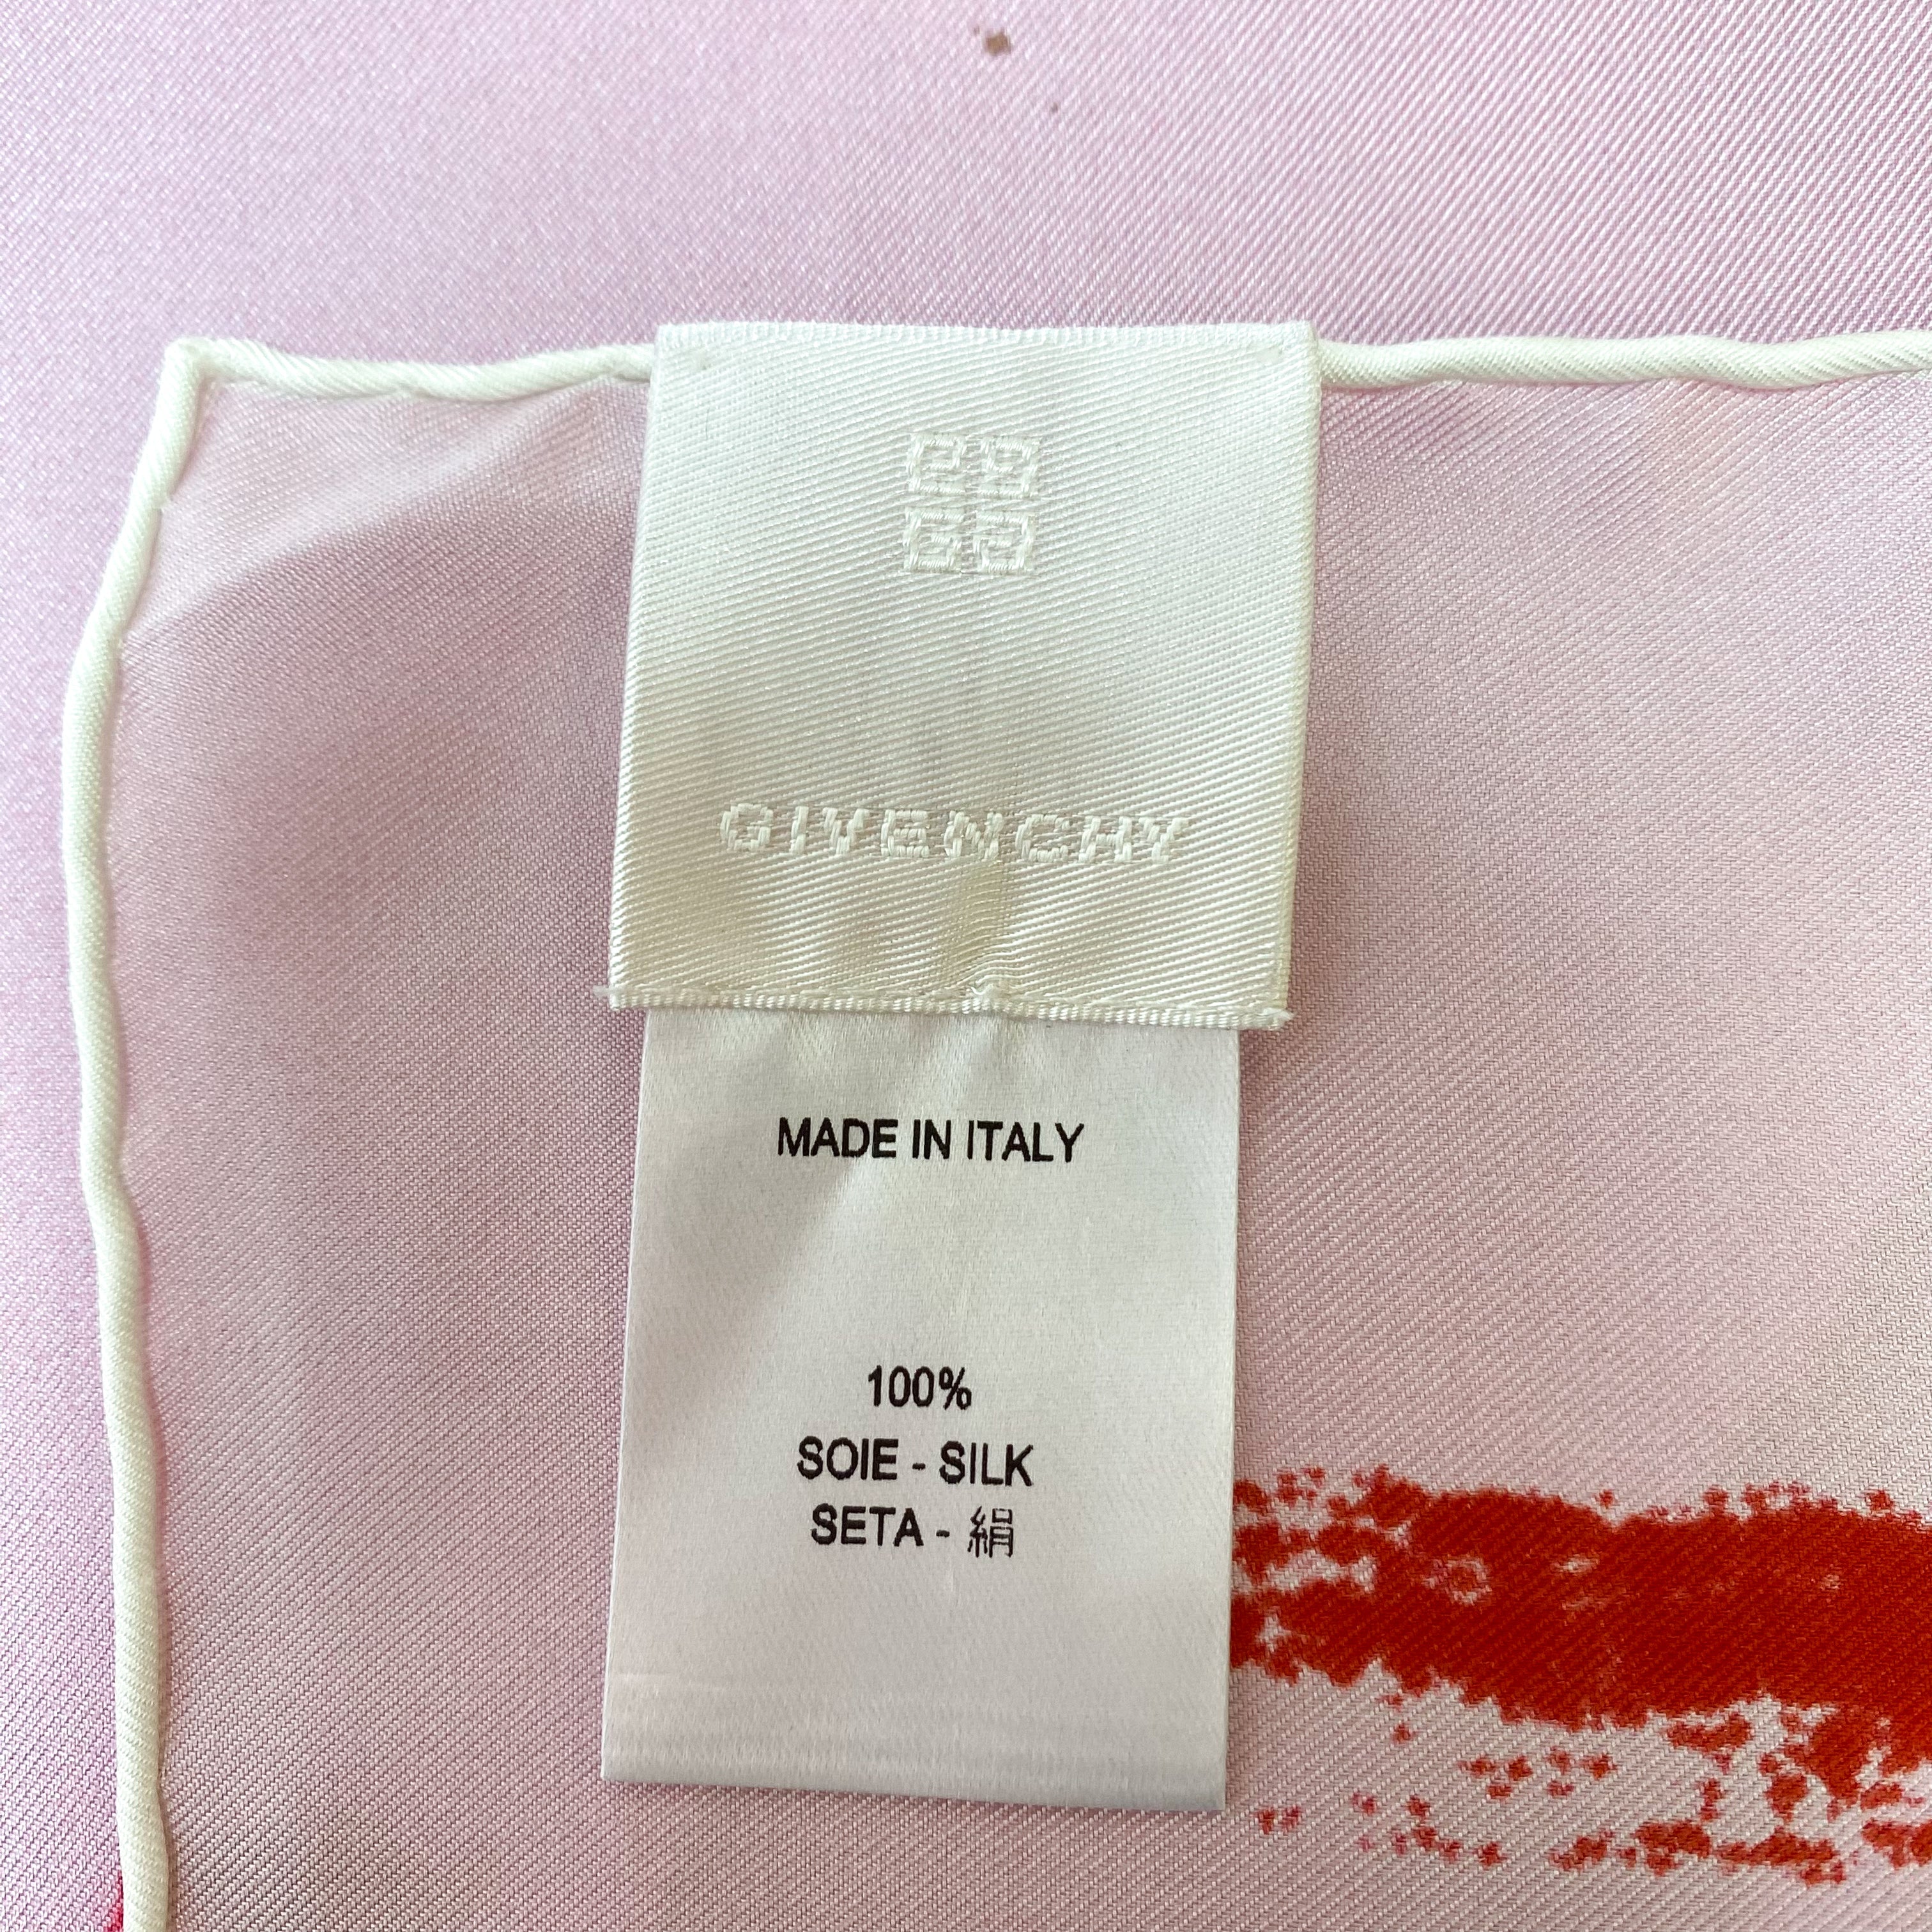 GIVENCHY
MADE IN ITALY
100%
SOIE - SILK
SETA - 絹